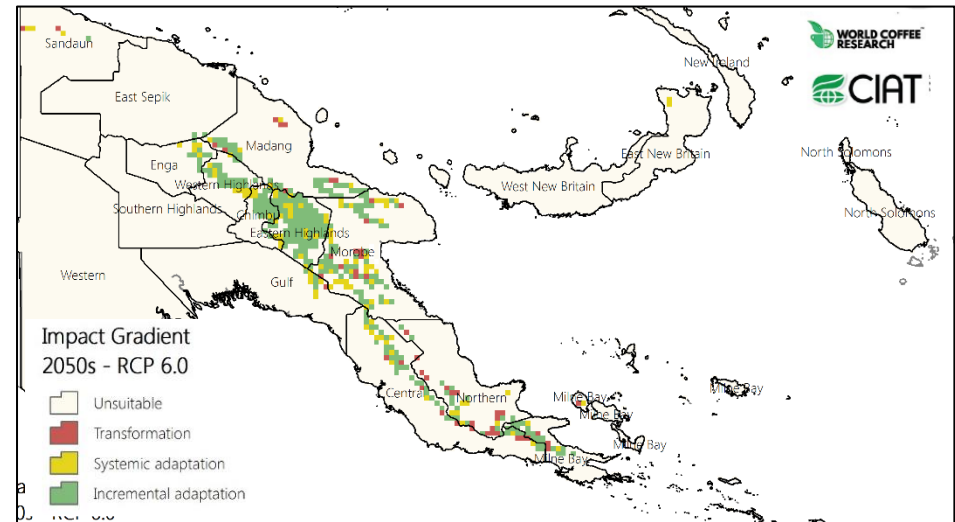 Sandauh
WORLD COFFEE
RESEARCH
CIAT
New Ireland
East Sepik
Madang
East New Britain
North Solomons
Enga
Western Highlands
West New Britain
Southern Highlands
Chimbu
North Solomons
Eastern Highlands
Morobe
Western
Gulf
Impact Gradient
2050s - RCP 6.0
Unsuitable
Transformation
Systemic adaptation
Incremental adaptation
Central
Northern
Milne Bay
Milne Bay
Milne Bay
Milne Bay
Milne Bay
a